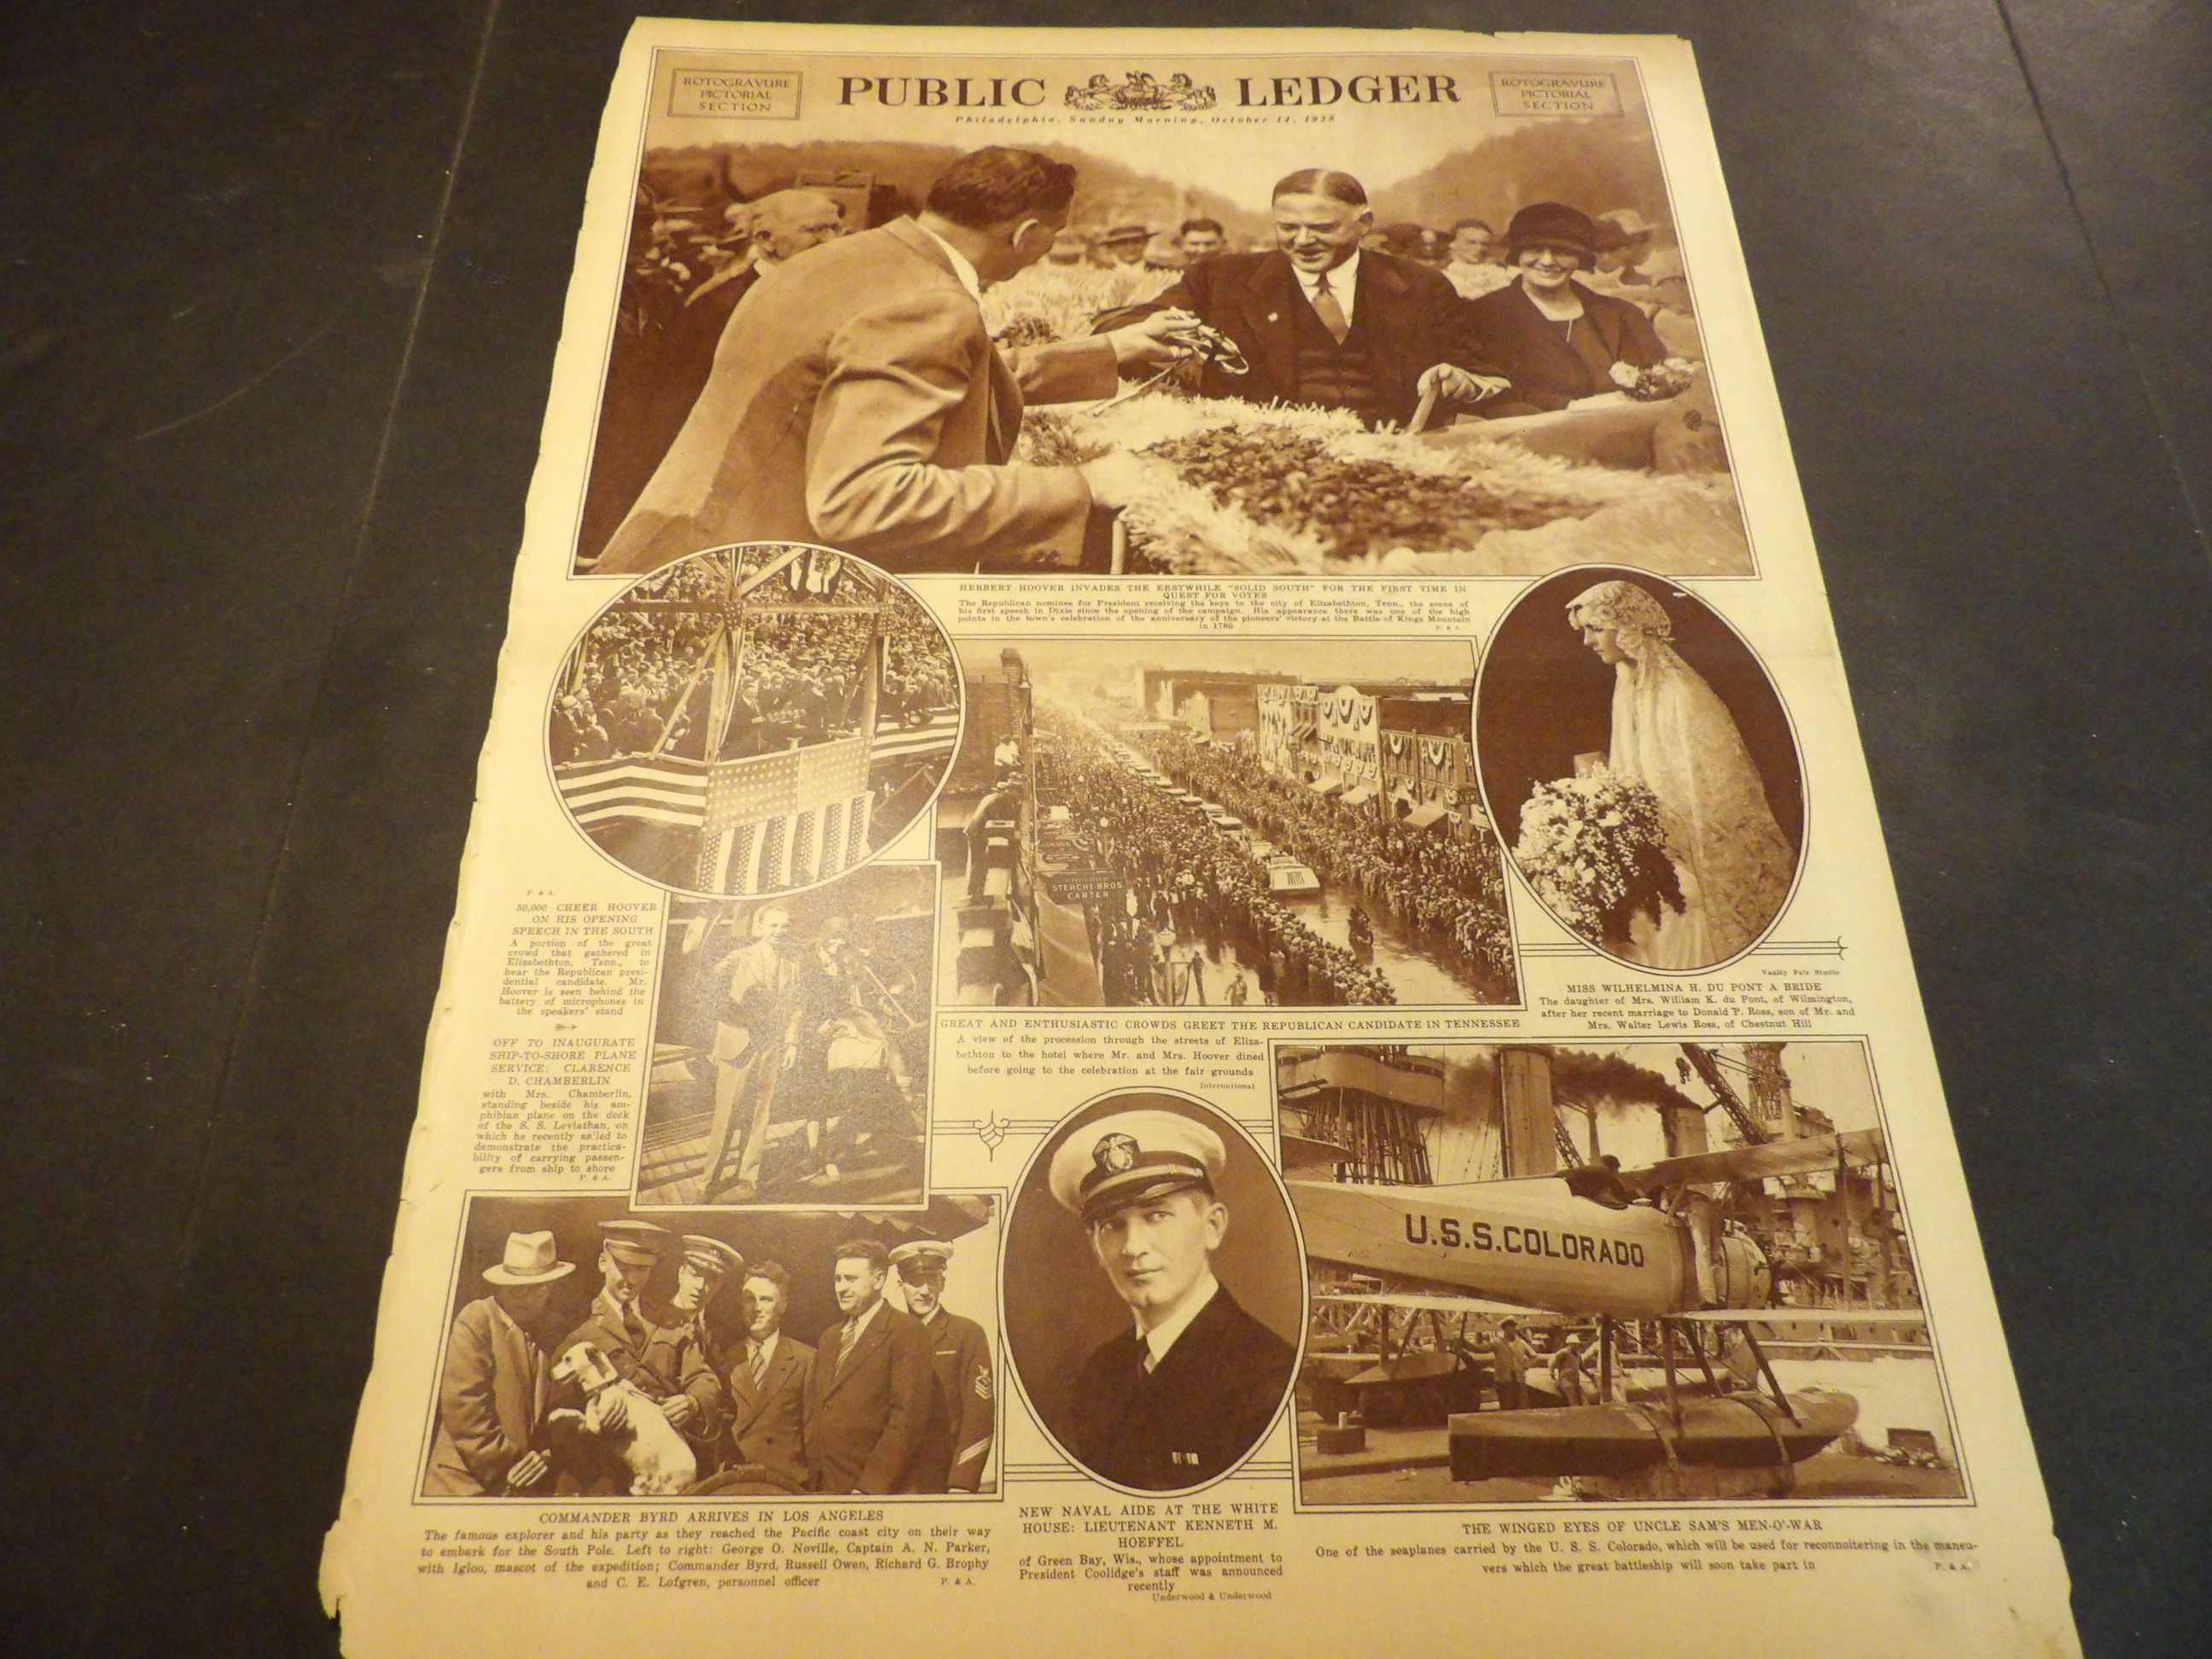 ROTOGRAVURE
PICTORIAL
SECTION
PUBLIC LEDGER
ROTOGRAVURE
PICTORIAL
SECTION
Philadelphia, Sunday Morning, October 11, 1928
HERBERT HOOVER INVADES THE ERSTWHILE "SOLID SOUTH" FOR THE FIRST TIME IN
QUEST FOR VOTES
The Republican nominee for President receiving the keys to the city of Elizabethton, Tenn., the scene of
his first speech in Dixie since the opening of the campaign. His appearance there was one of the high
points in the town's celebration of the anniversary of the pioneers' victory at the Battle of Kings Mountain
in 1780
P. & A.
STERCHI BROS
CARTER
P. & A.
50,000 CHEER HOOVER
ON HIS OPENING
SPEECH IN THE SOUTH
A portion of the great
crowd that gathered in
Elizabethton, Tenn., to
hear the Republican presi-
dential candidate. Mr.
Hoover is seen behind the
battery of microphones in
the speakers' stand
OFF TO INAUGURATE
SHIP-TO-SHORE PLANE
SERVICE: CLARENCE
D. CHAMBERLIN
with Mrs. Chamberlin,
standing beside his am-
phibian plane on the deck
of the S. S. Leviathan, on
which he recently sailed to
demonstrate the practica-
bility of carrying passen-
gers from ship to shore
P. & A.
GREAT AND ENTHUSIASTIC CROWDS GREET THE REPUBLICAN CANDIDATE IN TENNESSEE
A view of the procession through the streets of Eliza-
bethton to the hotel where Mr. and Mrs. Hoover dined
before going to the celebration at the fair grounds
International
Vanity Fair Studio
MISS WILHELMINA H. DU PONT A BRIDE
The daughter of Mrs. William K. du Pont, of Wilmington,
after her recent marriage to Donald P. Ross, son of Mr. and
Mrs. Walter Lewis Ross, of Chestnut Hill
U.S.S.COLORADO
COMMANDER BYRD ARRIVES IN LOS ANGELES
The famous explorer and his party as they reached the Pacific coast city on their way
to embark for the South Pole. Left to right: George O. Noville, Captain A. N. Parker,
with Igloo, mascot of the expedition; Commander Byrd, Russell Owen, Richard G. Brophy
and C. E. Lofgren, personnel officer
P. & A.
NEW NAVAL AIDE AT THE WHITE
HOUSE: LIEUTENANT KENNETH M.
HOEFFEL
of Green Bay, Wis., whose appointment to
President Coolidge's staff was announced
recently
Underwood & Underwood
THE WINGED EYES OF UNCLE SAM'S MEN-O'-WAR
One of the seaplanes carried by the U. S. S. Colorado, which will be used for reconnoitering in the maneu-
vers which the great battleship will soon take part in
P. & A.